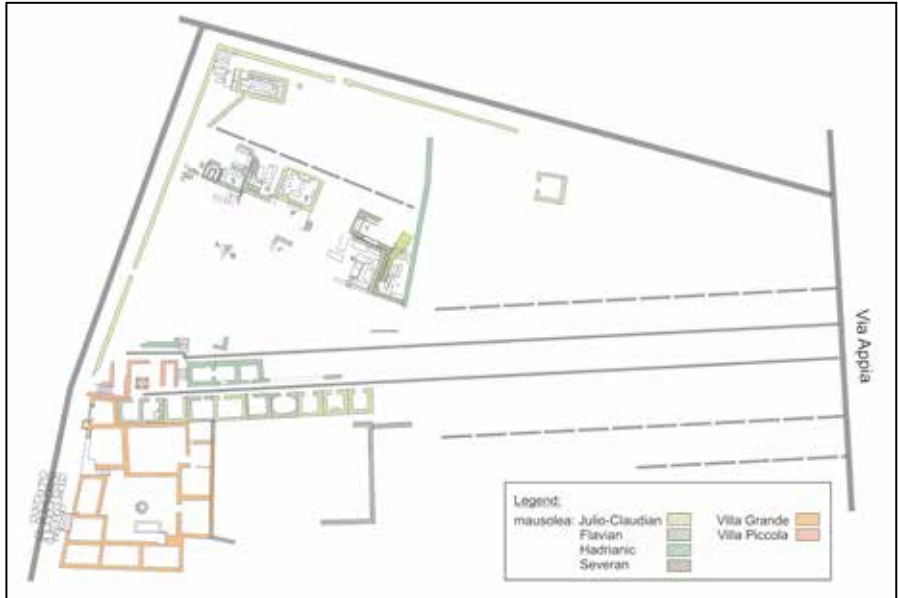 Via Appia
Legend:
mausolea: Julio-Claudian
Flavian
Hadrianic
Severan
Villa Grande
Villa Piccola